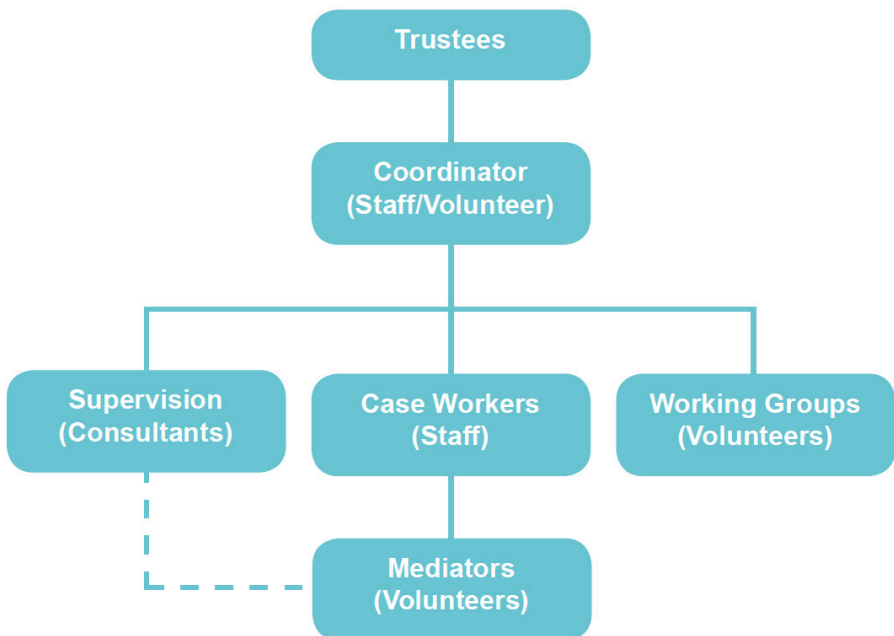 Trustees
Coordinator
(Staff/Volunteer)
Supervision
(Consultants)
Case Workers
(Staff)
Working Groups
(Volunteers)
Mediators
(Volunteers)